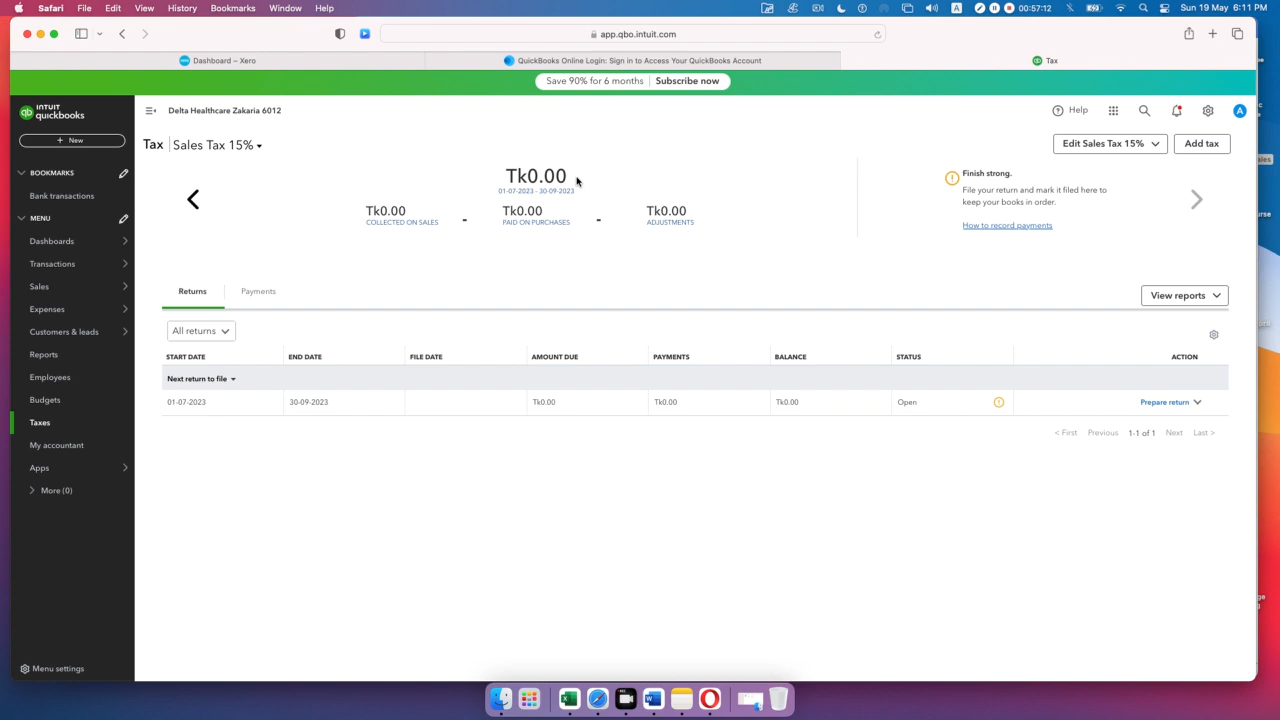 Safari File Edit View History Bookmarks Window Help
00:57:12 A Sun 19 May 6:11 PM
app.qbo.intuit.com
Dashboard – Xero
QuickBooks Online Login: Sign in to Access Your QuickBooks Account
Tax
Save 90% for 6 months | Subscribe now
INTUIT
quickbooks
Delta Healthcare Zakaria 6012
Help
A
+ New
Tax Sales Tax 15%
Edit Sales Tax 15%
Add tax
BOOKMARKS
Bank transactions
MENU
Dashboards
Transactions
Sales
Expenses
Customers & leads
Reports
Employees
Budgets
Taxes
My accountant
Apps
More (0)
Menu settings
Tk0.00
01-07-2023 - 30-09-2023
Tk0.00 - Tk0.00 - Tk0.00
COLLECTED ON SALES PAID ON PURCHASES ADJUSTMENTS
Finish strong.
File your return and mark it filed here to
keep your books in order.
How to record payments
Returns Payments
View reports
All returns
START DATE END DATE FILE DATE AMOUNT DUE PAYMENTS BALANCE STATUS ACTION
Next return to file
01-07-2023 30-09-2023 Tk0.00 Tk0.00 Tk0.00 Open Prepare return
< First Previous 1-1 of 1 Next Last >